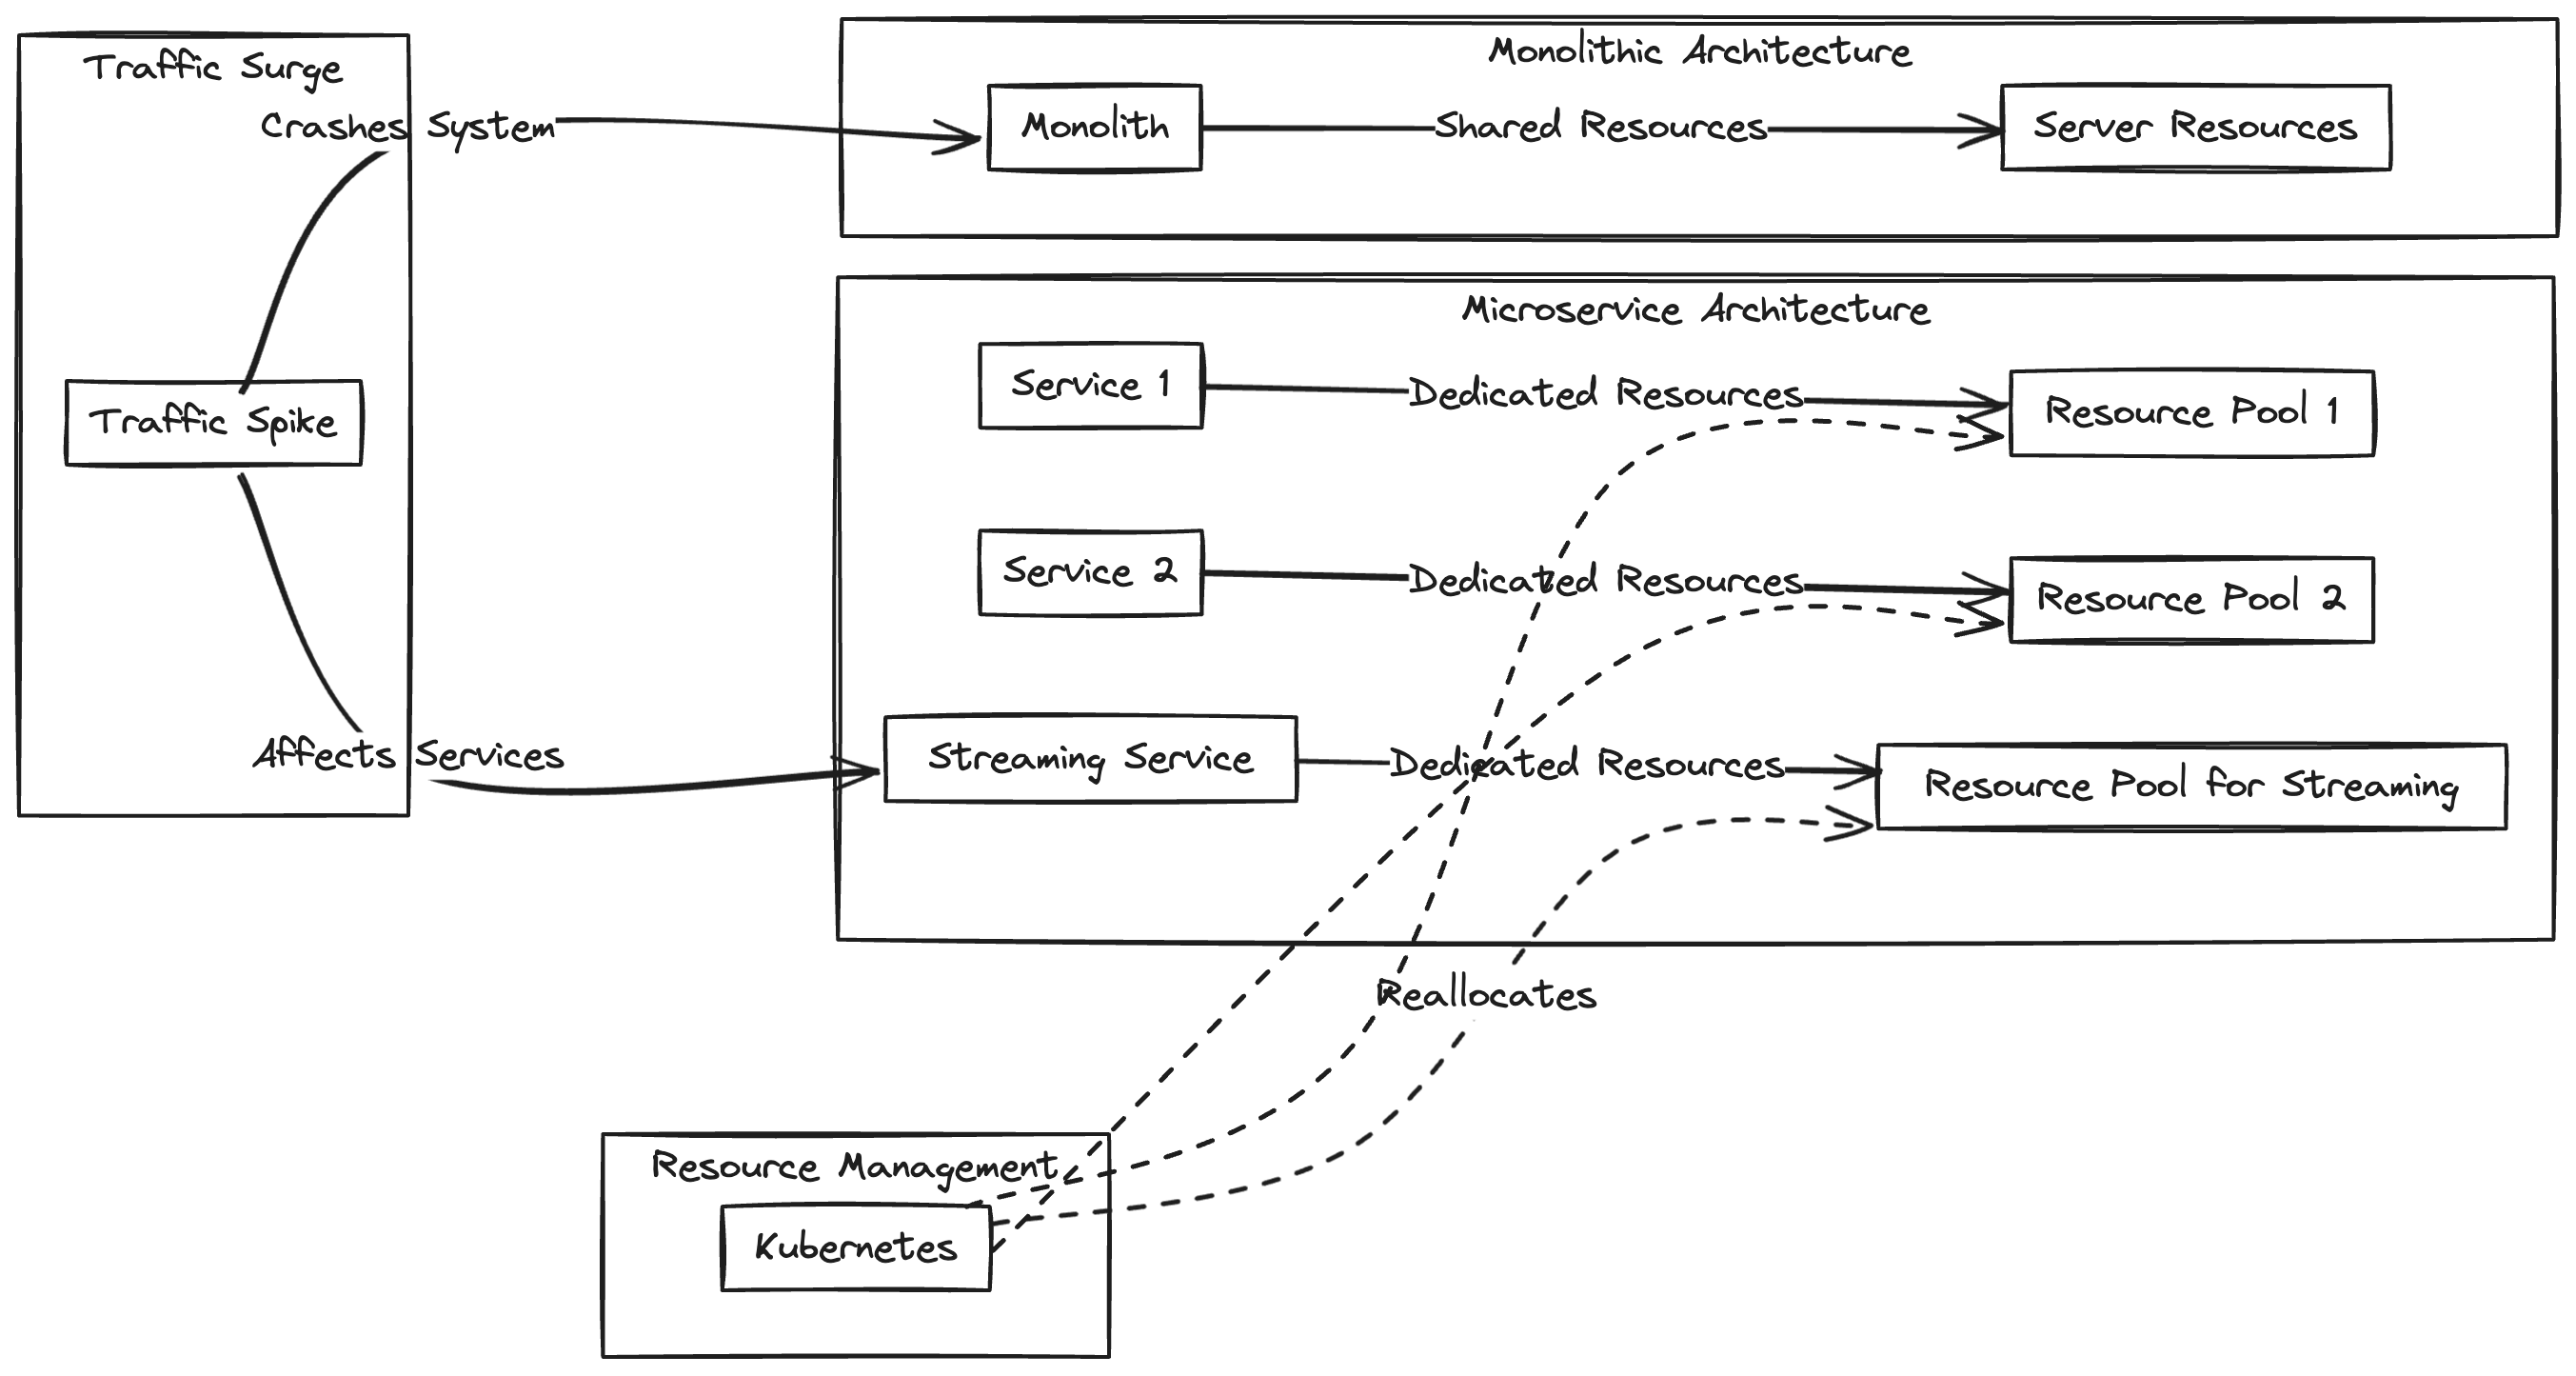 Traffic Surge
Crashes System
Traffic Spike
Affects Services
Monolithic Architecture
Monolith
Shared Resources
Server Resources
Microservice Architecture
Service 1
Dedicated Resources
Resource Pool 1
Service 2
Dedicated Resources
Resource Pool 2
Streaming Service
Dedicated Resources
Resource Pool for Streaming
Reallocates
Resource Management
Kubernetes